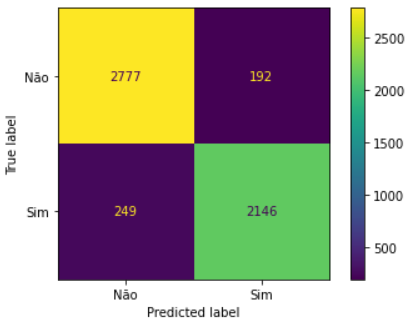 2777
192
249
2146
Não
Sim
True label
Não
Sim
Predicted label
2500
2000
1500
1000
500